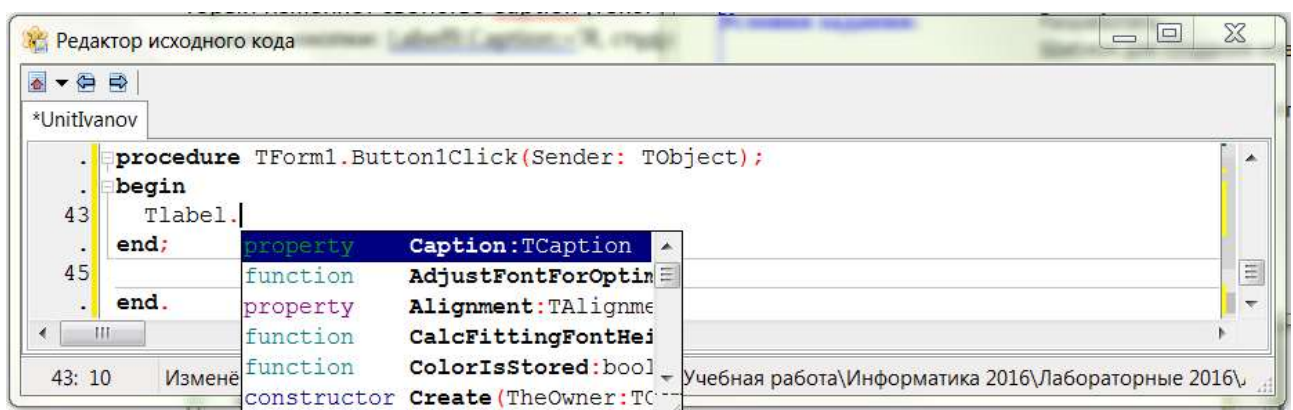 Редактор исходного кода
*UnitIvanov
. procedure TForm1.Button1Click(Sender: TObject);
. begin
43 Tlabel.
. end;
property Caption:TCaption
45
function AdjustFontForOptim
. end.
property Alignment:TAlignme
function CalcFittingFontHei
function ColorIsStored:bool
constructor Create(TheOwner:TC
43: 10 Изменё Учебная работа\Информатика 2016\Лабораторные 2016\